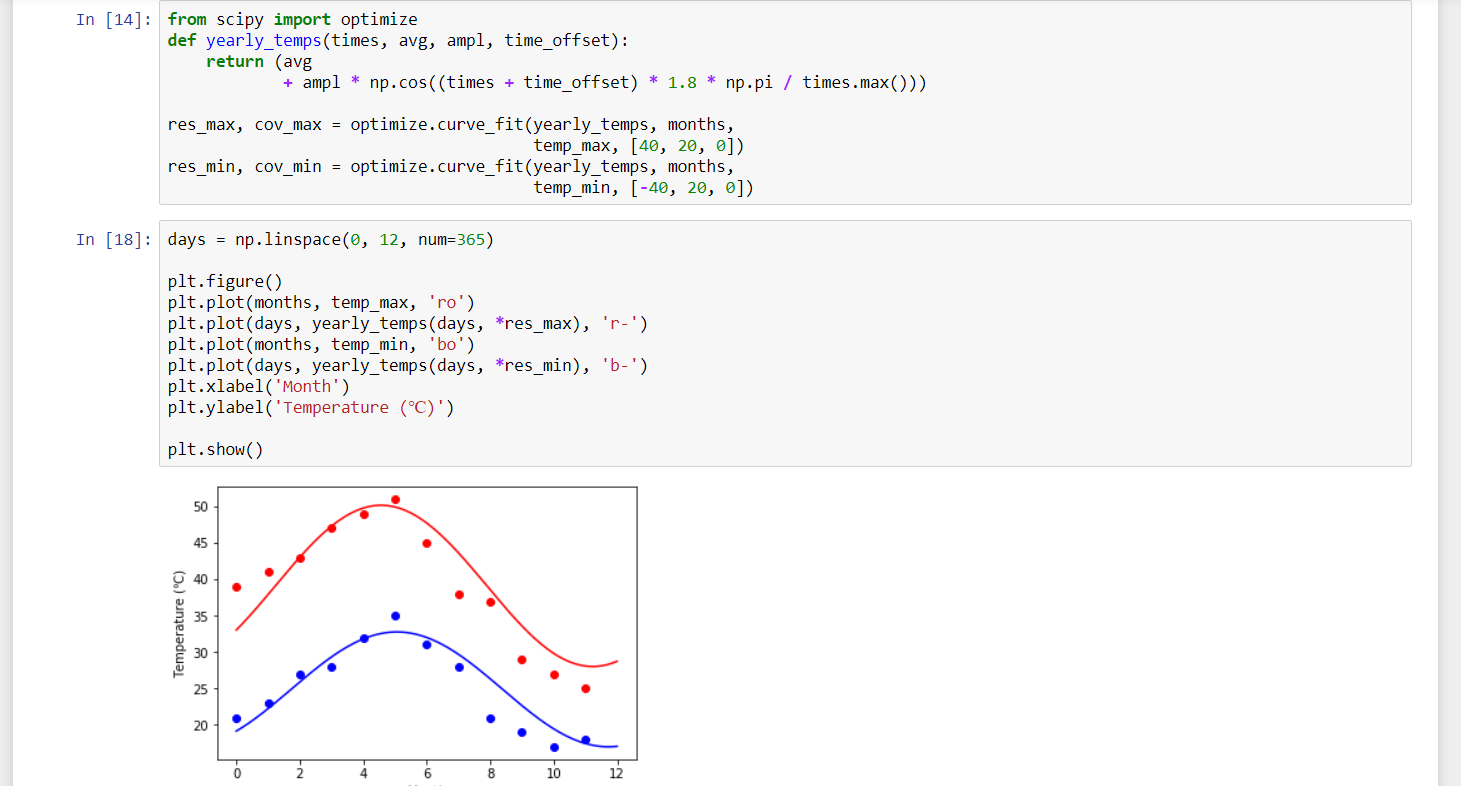 In [14]: from scipy import optimize
def yearly_temps(times, avg, ampl, time_offset):
    return (avg
            + ampl * np.cos((times + time_offset) * 1.8 * np.pi / times.max()))
res_max, cov_max = optimize.curve_fit(yearly_temps, months,
                                      temp_max, [40, 20, 0])
res_min, cov_min = optimize.curve_fit(yearly_temps, months,
                                      temp_min, [-40, 20, 0])
In [18]: days = np.linspace(0, 12, num=365)
plt.figure()
plt.plot(months, temp_max, 'ro')
plt.plot(days, yearly_temps(days, *res_max), 'r-')
plt.plot(months, temp_min, 'bo')
plt.plot(days, yearly_temps(days, *res_min), 'b-')
plt.xlabel('Month')
plt.ylabel('Temperature (℃)')
plt.show()
Temperature (℃)
50
45
40
35
30
25
20
0 2 4 6 8 10 12